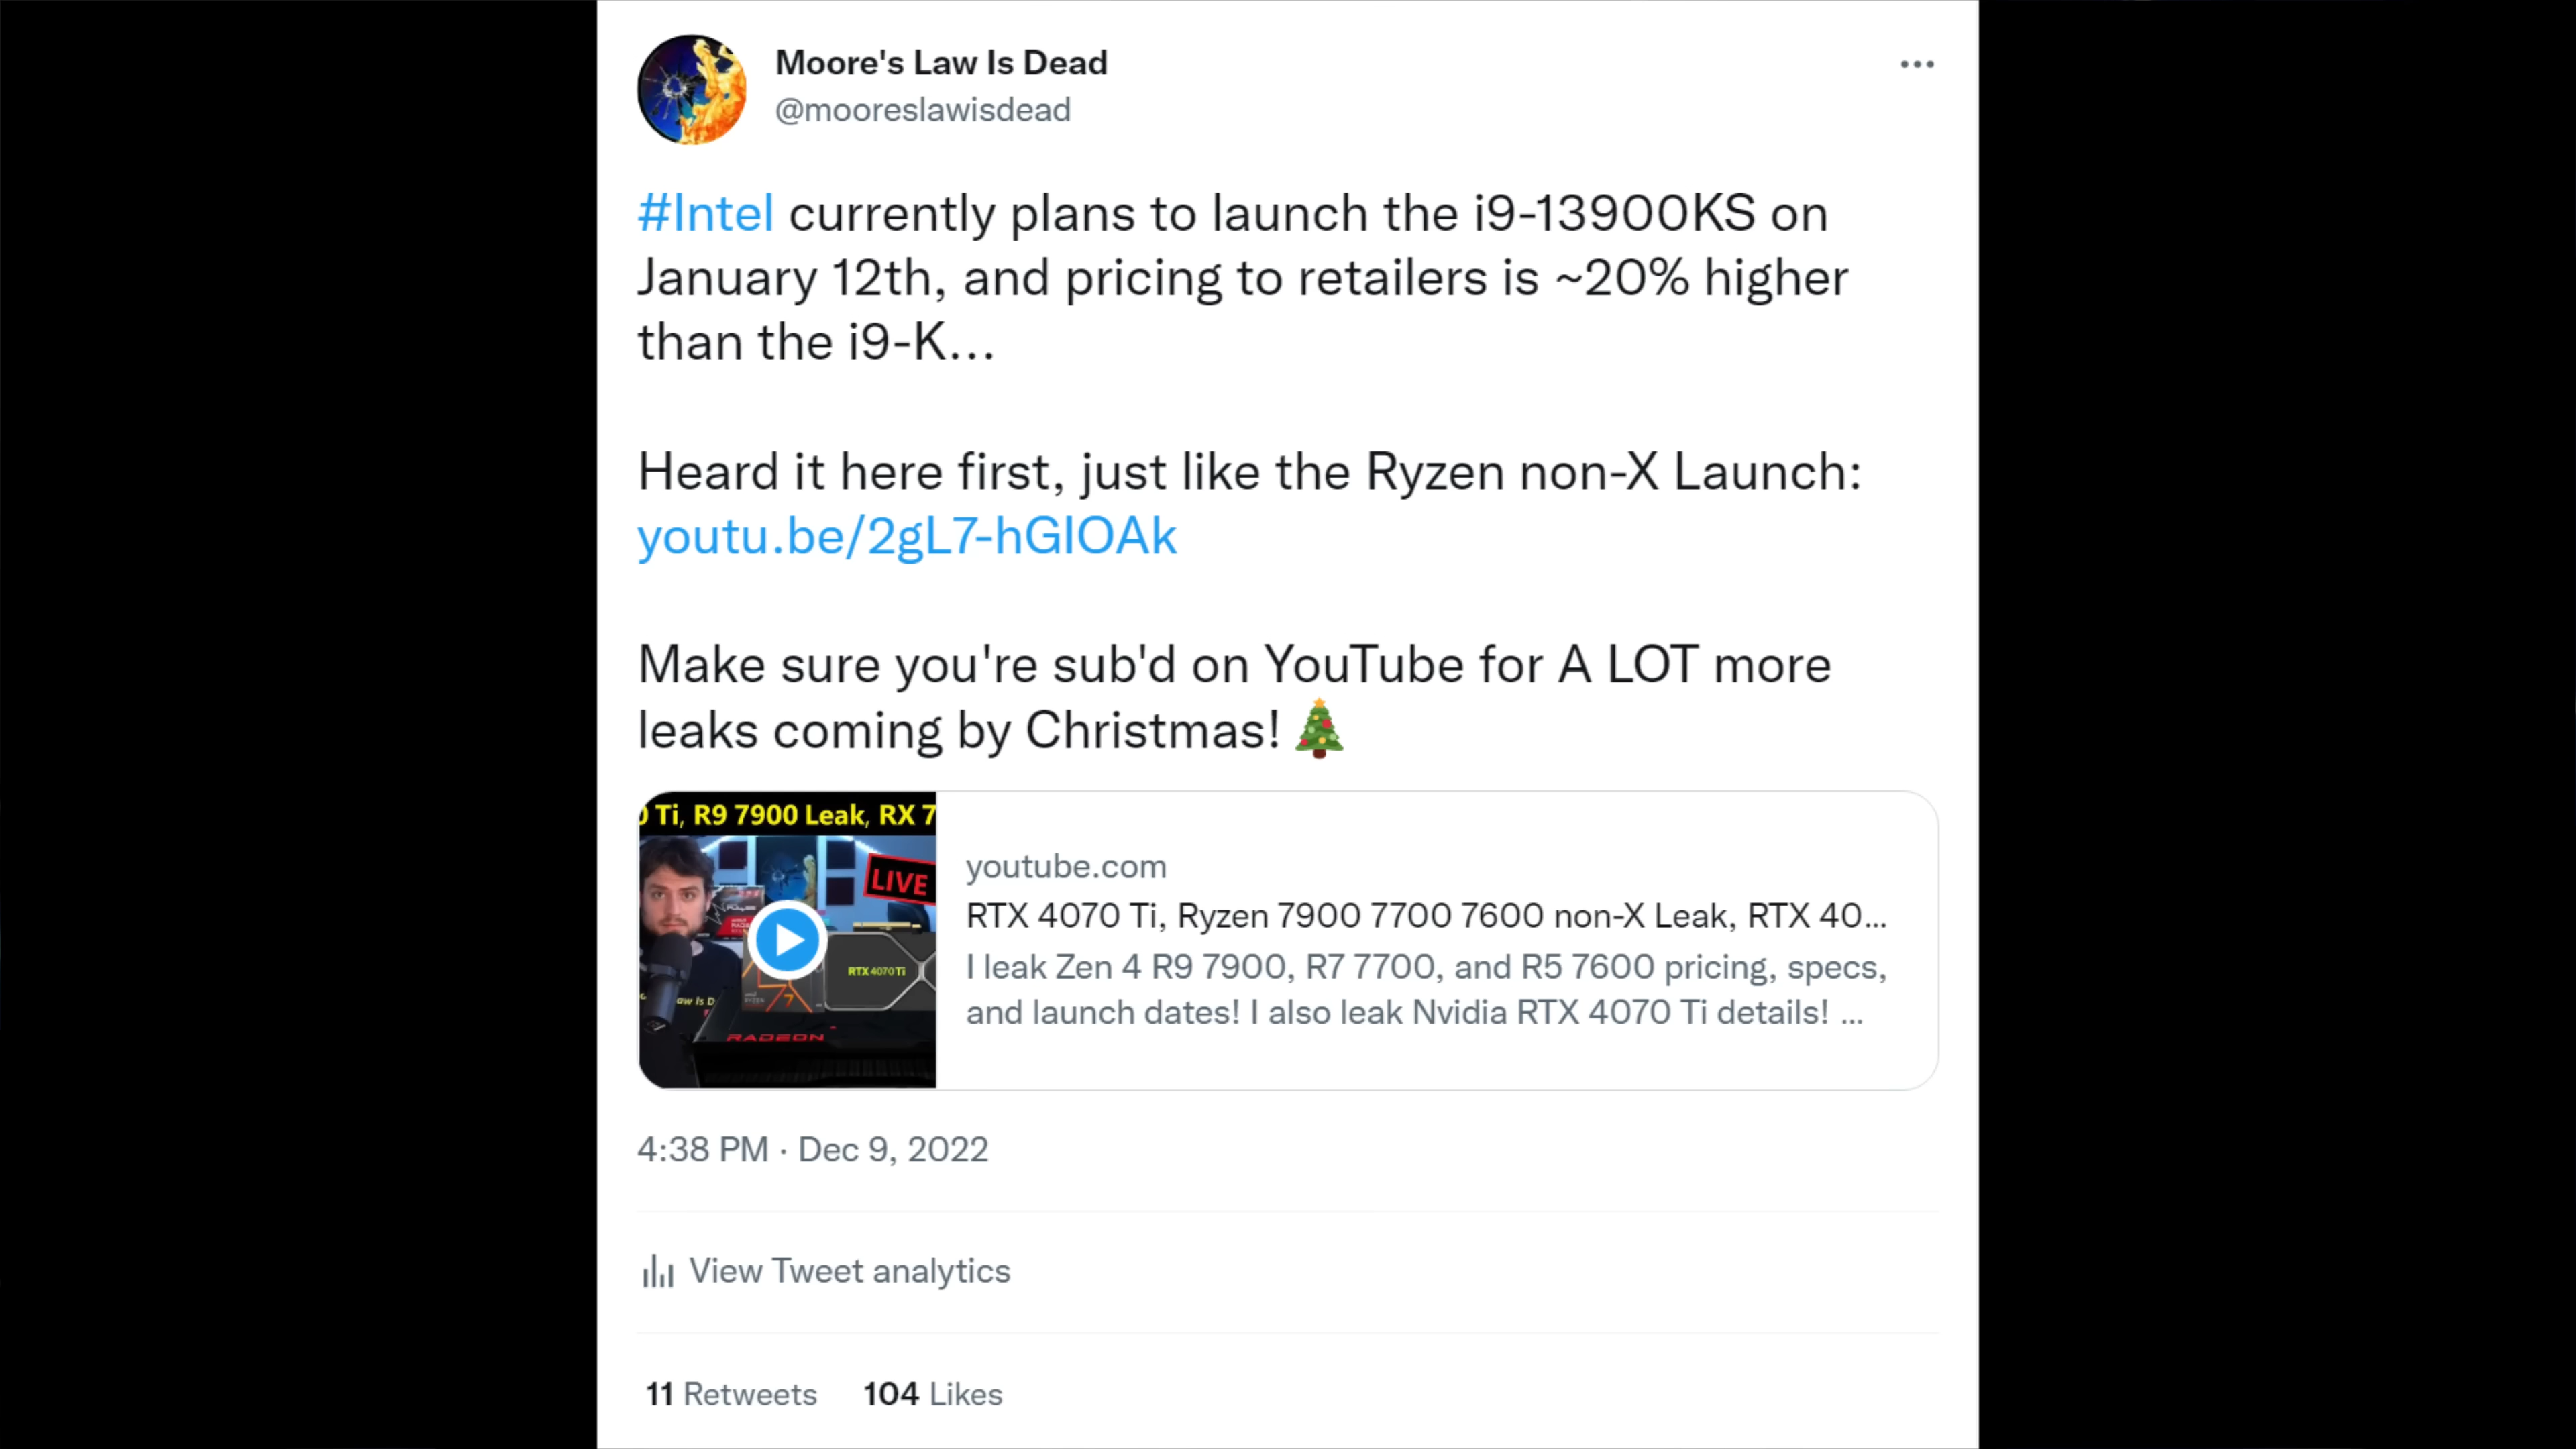 Moore's Law Is Dead
@mooreslawisdead
#Intel currently plans to launch the i9-13900KS on
January 12th, and pricing to retailers is ~20% higher
than the i9-K...
Heard it here first, just like the Ryzen non-X Launch:
youtu.be/2gL7-hGIOAk
Make sure you're sub'd on YouTube for A LOT more
leaks coming by Christmas!🎄
Ti, R9 7900 Leak, RX 7
LIVE
RTX 4070 Ti
aw Is D
RADEON
youtube.com
RTX 4070 Ti, Ryzen 7900 7700 7600 non-X Leak, RTX 40...
I leak Zen 4 R9 7900, R7 7700, and R5 7600 pricing, specs,
and launch dates! I also leak Nvidia RTX 4070 Ti details! ...
4:38 PM · Dec 9, 2022
View Tweet analytics
11 Retweets 104 Likes